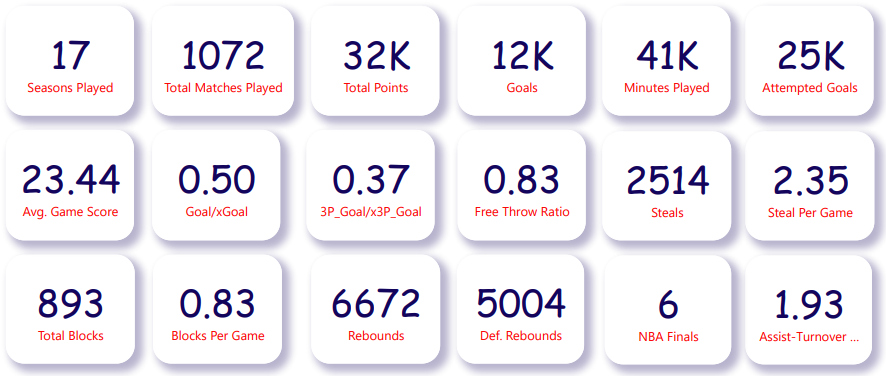 17 1072 32K 12K 41K 25K
Seasons Played Total Matches Played Total Points Goals Minutes Played Attempted Goals
23.44 0.50 0.37 0.83 2514 2.35
Avg. Game Score Goal/xGoal 3P_Goal/x3P_Goal Free Throw Ratio Steals Steal Per Game
893 0.83 6672 5004 6 1.93
Total Blocks Blocks Per Game Rebounds Def. Rebounds NBA Finals Assist-Turnover ...